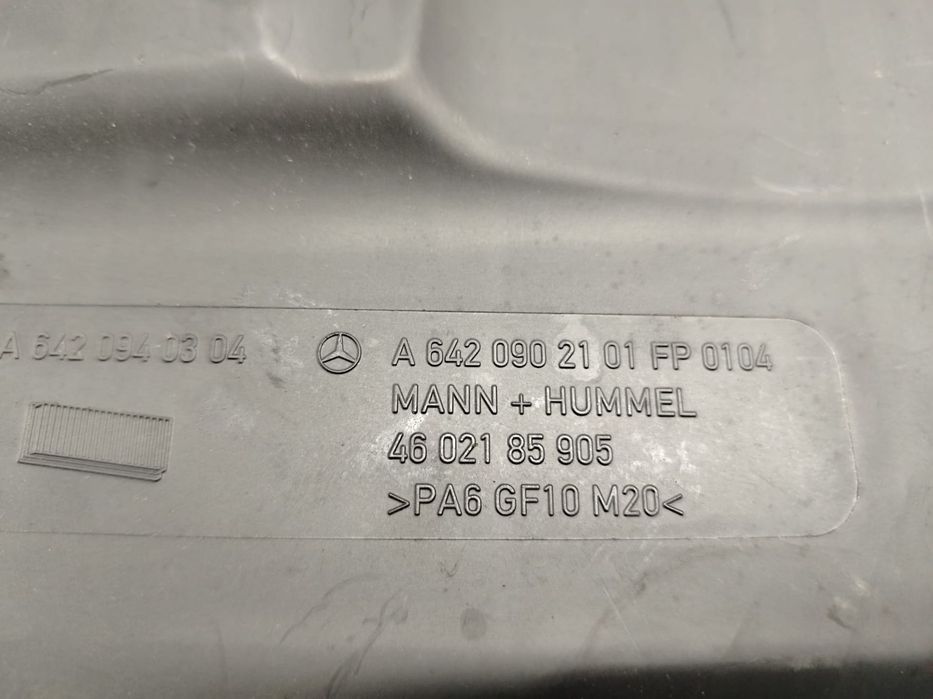 A 642 094 03 04
A 642 090 21 01 FP 0104
MANN + HUMMEL
46 021 85 905
>PA6 GF10 M20<